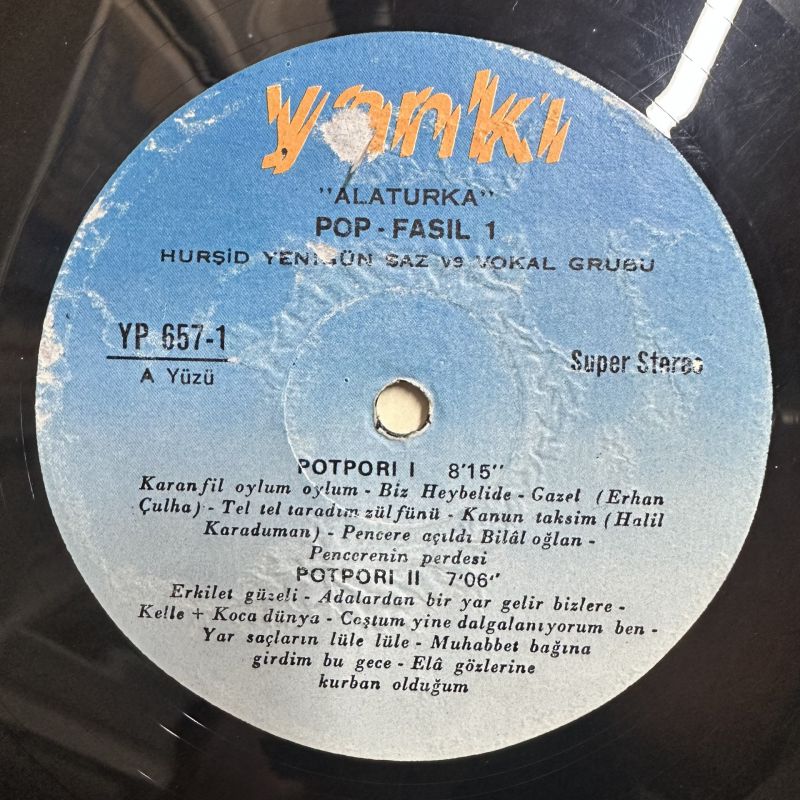 yankı
"ALATURKA"
POP - FASIL 1
HURŞİD YENİGÜN SAZ ve VOKAL GRUBU
YP 657-1
A Yüzü
Super Stereo
POTPORI I 8'15"
Karanfil oylum oylum - Biz Heybelide - Gazel (Erhan
Çulha) - Tel tel taradım zülfünü - Kanun taksim (Halil
Karaduman) - Pencere açıldı Bilâl oğlan -
Pencerenin perdesi
POTPORI II 7'06"
Erkilet güzeli - Adalardan bir yar gelir bizlere -
Kelle + Koca dünya - Coştum yine dalgalanıyorum ben -
Yar saçların lüle lüle - Muhabbet bağına
girdim bu gece - Elâ gözlerine
kurban olduğum